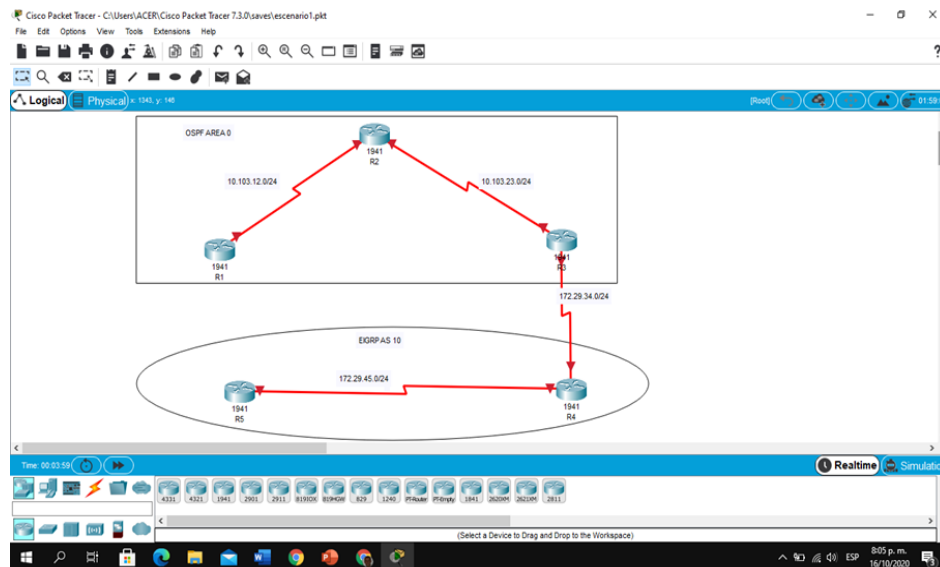 Cisco Packet Tracer - C:\Users\ACER\Cisco Packet Tracer 7.3.0\saves\escenario1.pkt
File Edit Options View Tools Extensions Help
?
Logical Physical x: 1343, y: 146 [Root] 01:59:
OSPF AREA 0
1941
R2
10.103.12.0/24 10.103.23.0/24
1941
R1
1941
R3
172.29.34.0/24
EIGRP AS 10
172.29.45.0/24
1941
R5
1941
R4
Time: 00:03:59 Realtime Simulatio
4331 4321 1941 2901 2911 819IOX 819HGW 829 1240 PT-Router PT-Empty 1841 2620XM 2621XM 2811
(Select a Device to Drag and Drop to the Workspace)
ESP
8:05 p. m.
16/10/2020
3